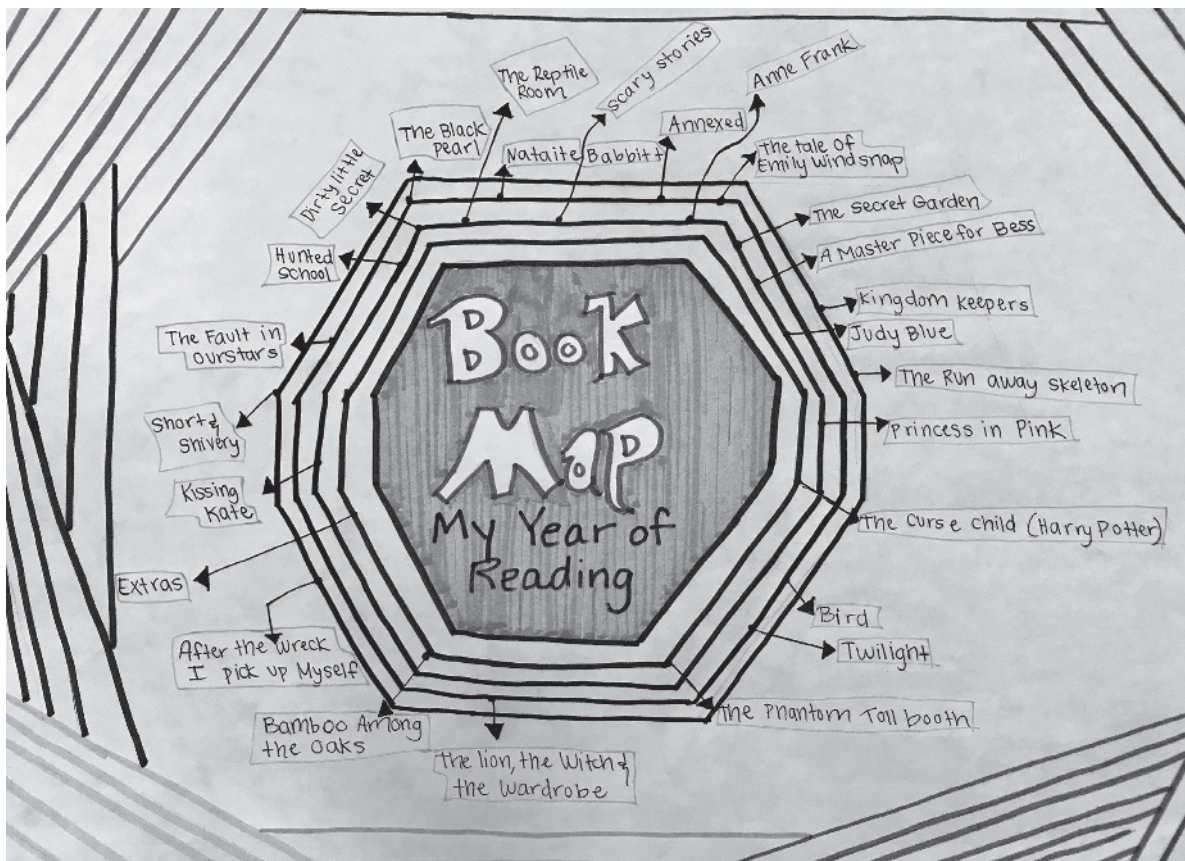 Book
Map
My Year of
Reading
The Reptile
Room
scary stories
Anne Frank
The Black
Pearl
Nataite Babbitt
Annexed
The tale of
Emily windsnap
Dirty little
Secret
The Secret Garden
Hunted
School
A Master Piece for Bess
Kingdom Keepers
Judy Blue
The Fault in
ourstars
The Run away skeleton
Short &
Shivery
Princess in Pink
Kissing
Kate
The Curse Child (Harry Potter)
Extras
Bird
Twilight
After the Wreck
I pick up Myself
Bamboo Among
the Oaks
The Phantom Tollbooth
The lion, the Witch &
the Wardrobe